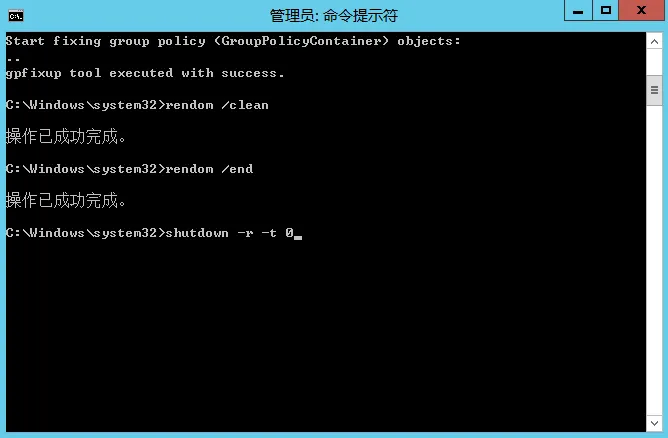 管理员: 命令提示符
Start fixing group policy (GroupPolicyContainer) objects:
..
gpfixup tool executed with success.
C:\Windows\system32>rendom /clean
操作已成功完成。
C:\Windows\system32>rendom /end
操作已成功完成。
C:\Windows\system32>shutdown -r -t 0